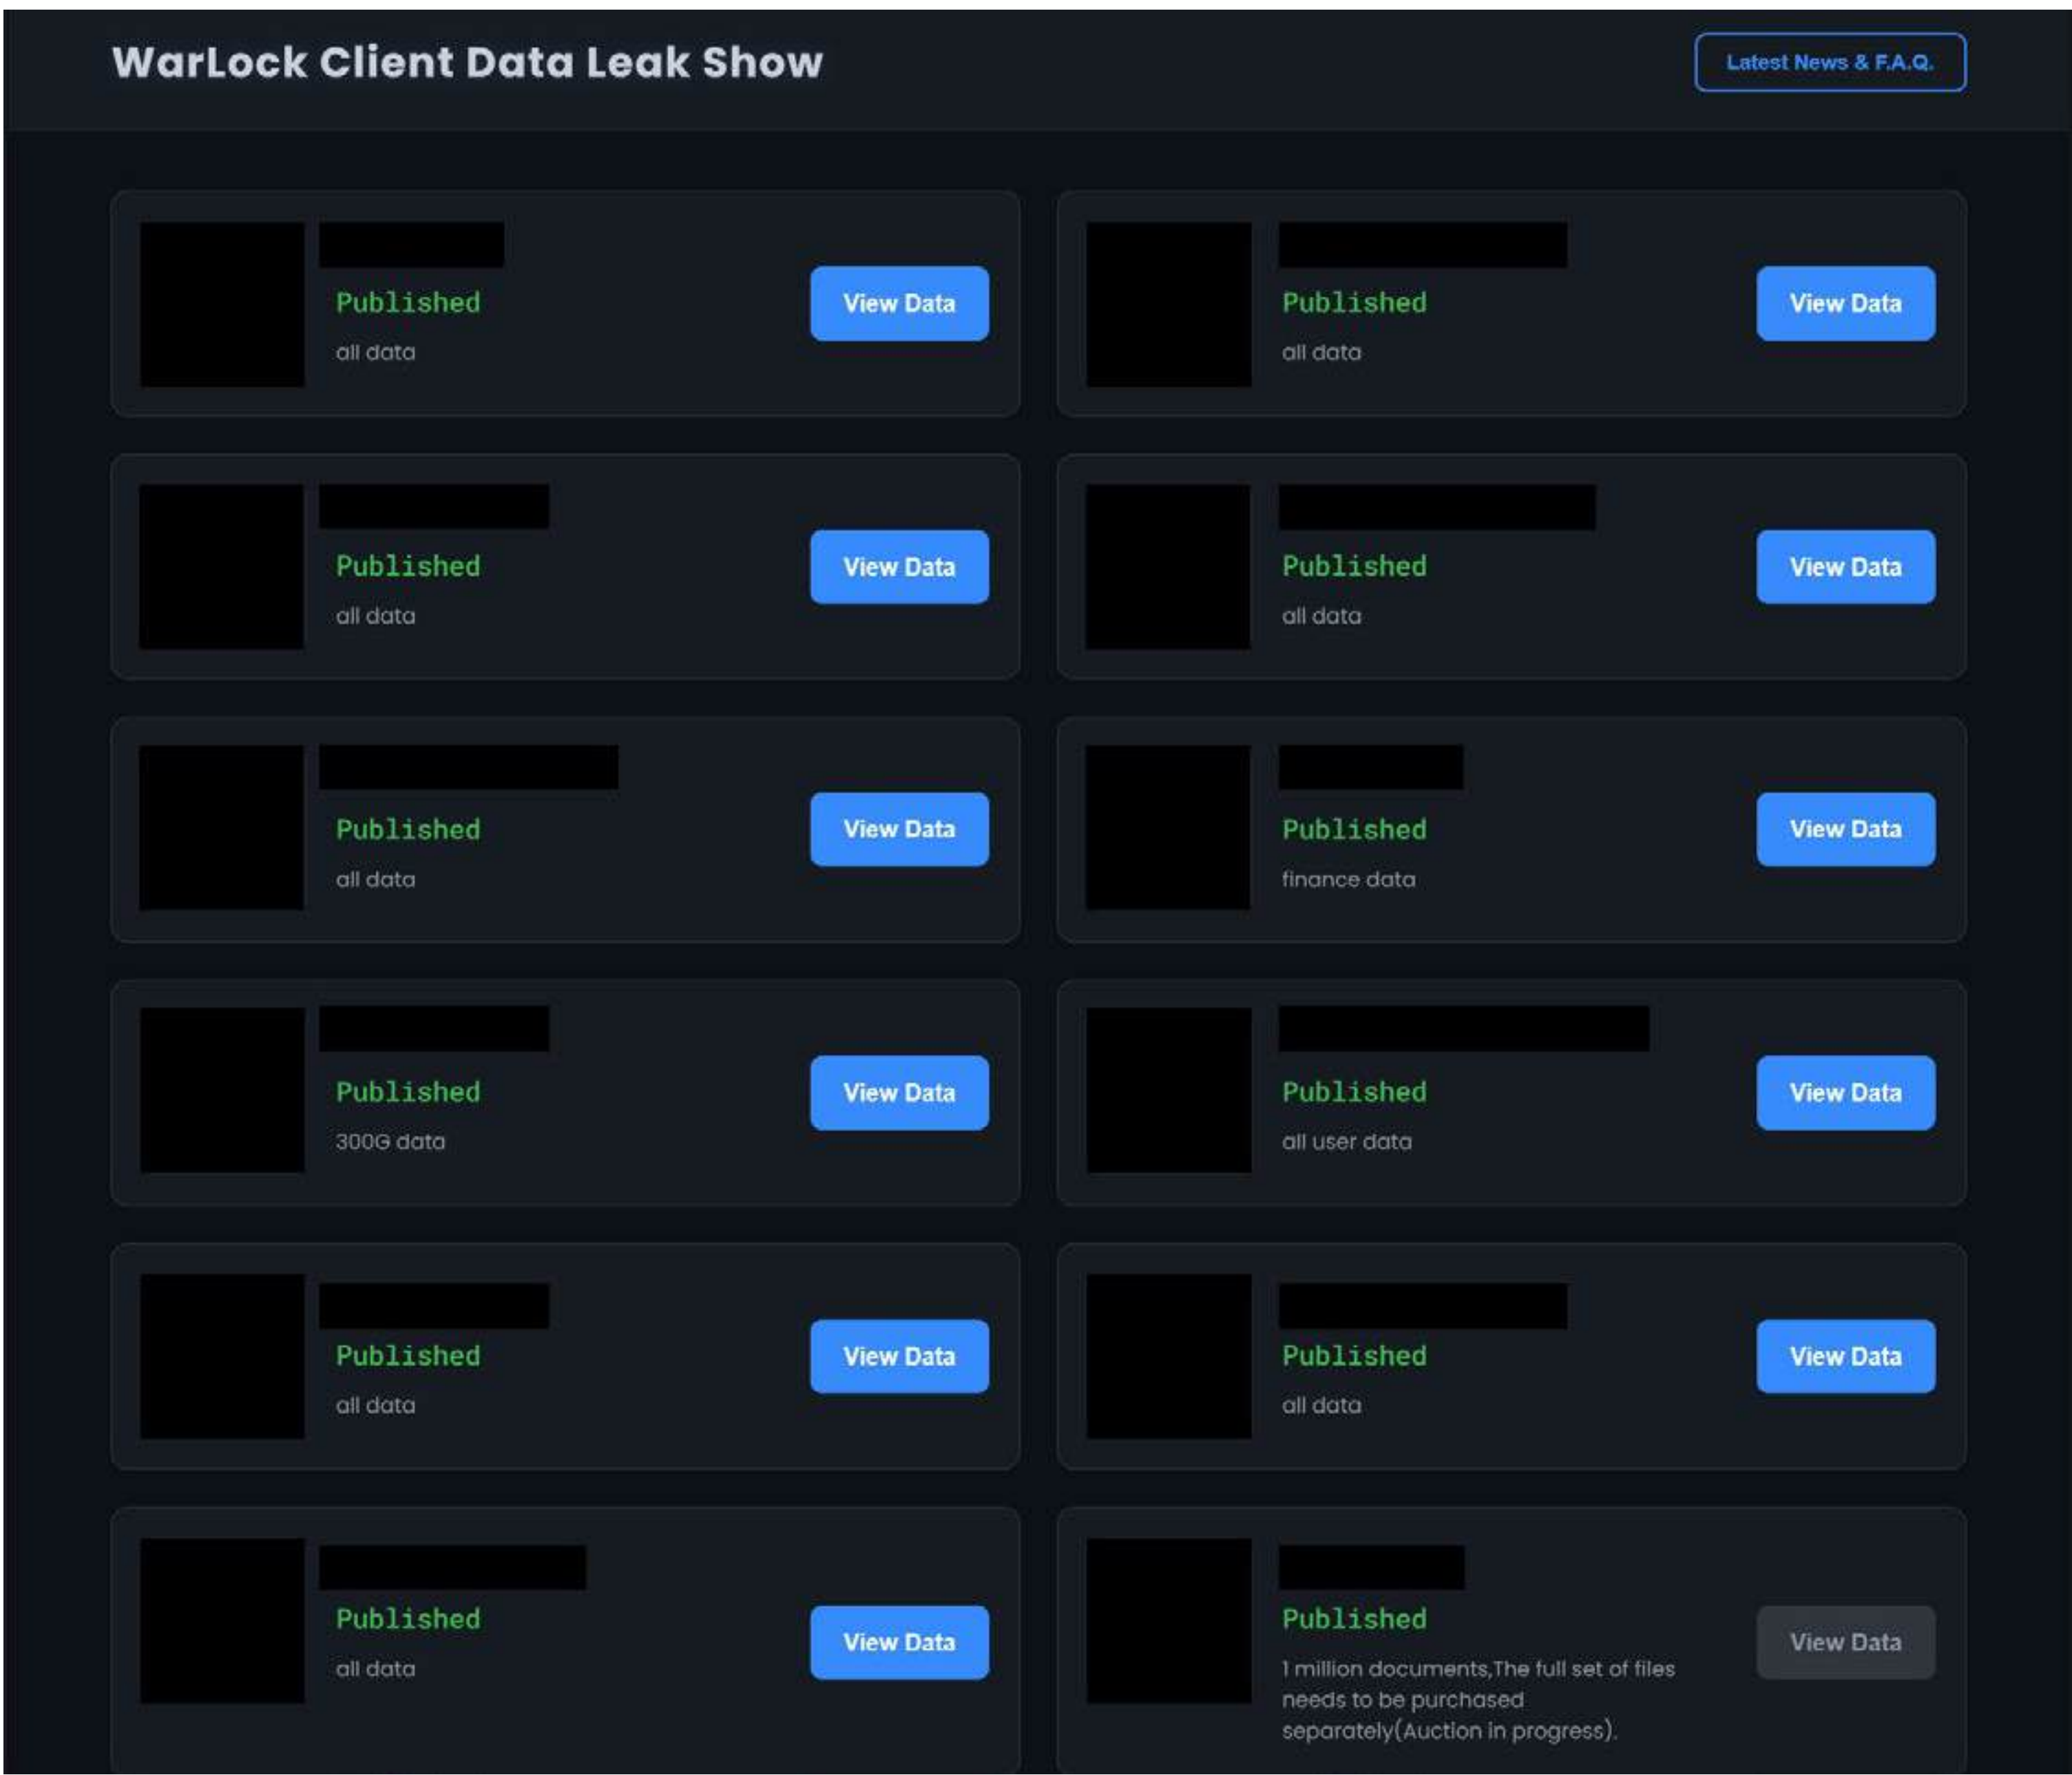 WarLock Client Data Leak Show
Latest News & F.A.Q.
Published
all data
View Data
Published
all data
View Data
Published
all data
View Data
Published
all data
View Data
Published
all data
View Data
Published
finance data
View Data
Published
300G data
View Data
Published
all user data
View Data
Published
all data
View Data
Published
all data
View Data
Published
all data
View Data
Published
1 million documents,The full set of files
needs to be purchased
separately(Auction in progress).
View Data